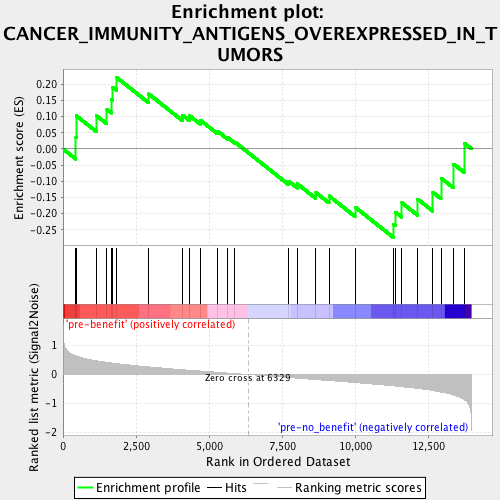 Enrichment plot:
CANCER_IMMUNITY_ANTIGENS_OVEREXPRESSED_IN_T
UMORS
Enrichment score (ES)
0.20
0.15
0.10
0.05
0.00
-0.05
-0.10
-0.15
-0.20
-0.25
'pre-benefit' (positively correlated)
Ranked list metric (Signal2Noise)
1
0
-1
-2
Zero cross at 6329
'pre-no_benefit' (negatively correlated)
0
2,500
5,000
7,500
10,000
12,500
Rank in Ordered Dataset
Enrichment profile
Hits
Ranking metric scores